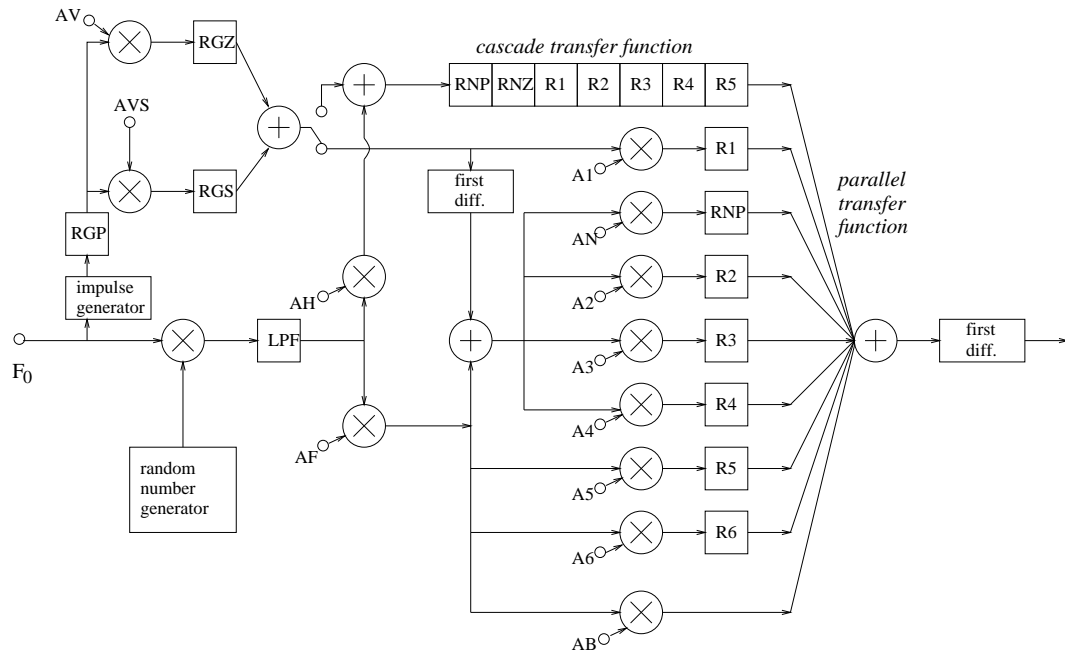 AV
RGZ
cascade transfer function
RNP RNZ R1 R2 R3 R4 R5
AVS
A1
R1
RGS
first
diff.
parallel
transfer
function
RGP
AN
RNP
impulse
generator
AH
A2
R2
LPF
F0
A3
R3
first
diff.
A4
R4
AF
random
number
generator
A5
R5
A6
R6
AB